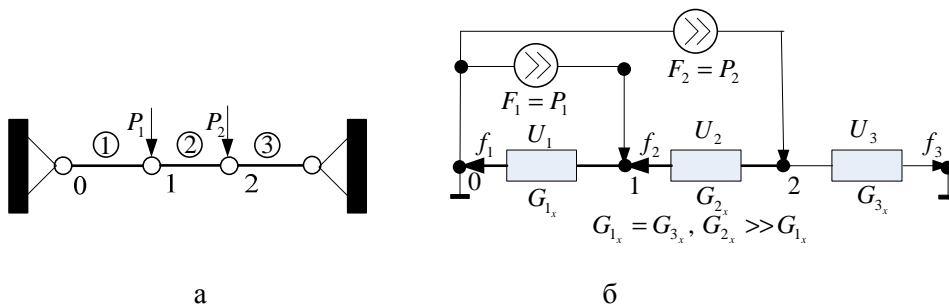 P₁ P₂
① ② ③
0 1 2
а
F₂ = P₂
F₁ = P₁
f₁ U₁ f₂ U₂ U₃ f₃
0 1 2
G₁ₓ G₂ₓ G₃ₓ
G₁ₓ = G₃ₓ , G₂ₓ >> G₁ₓ
б